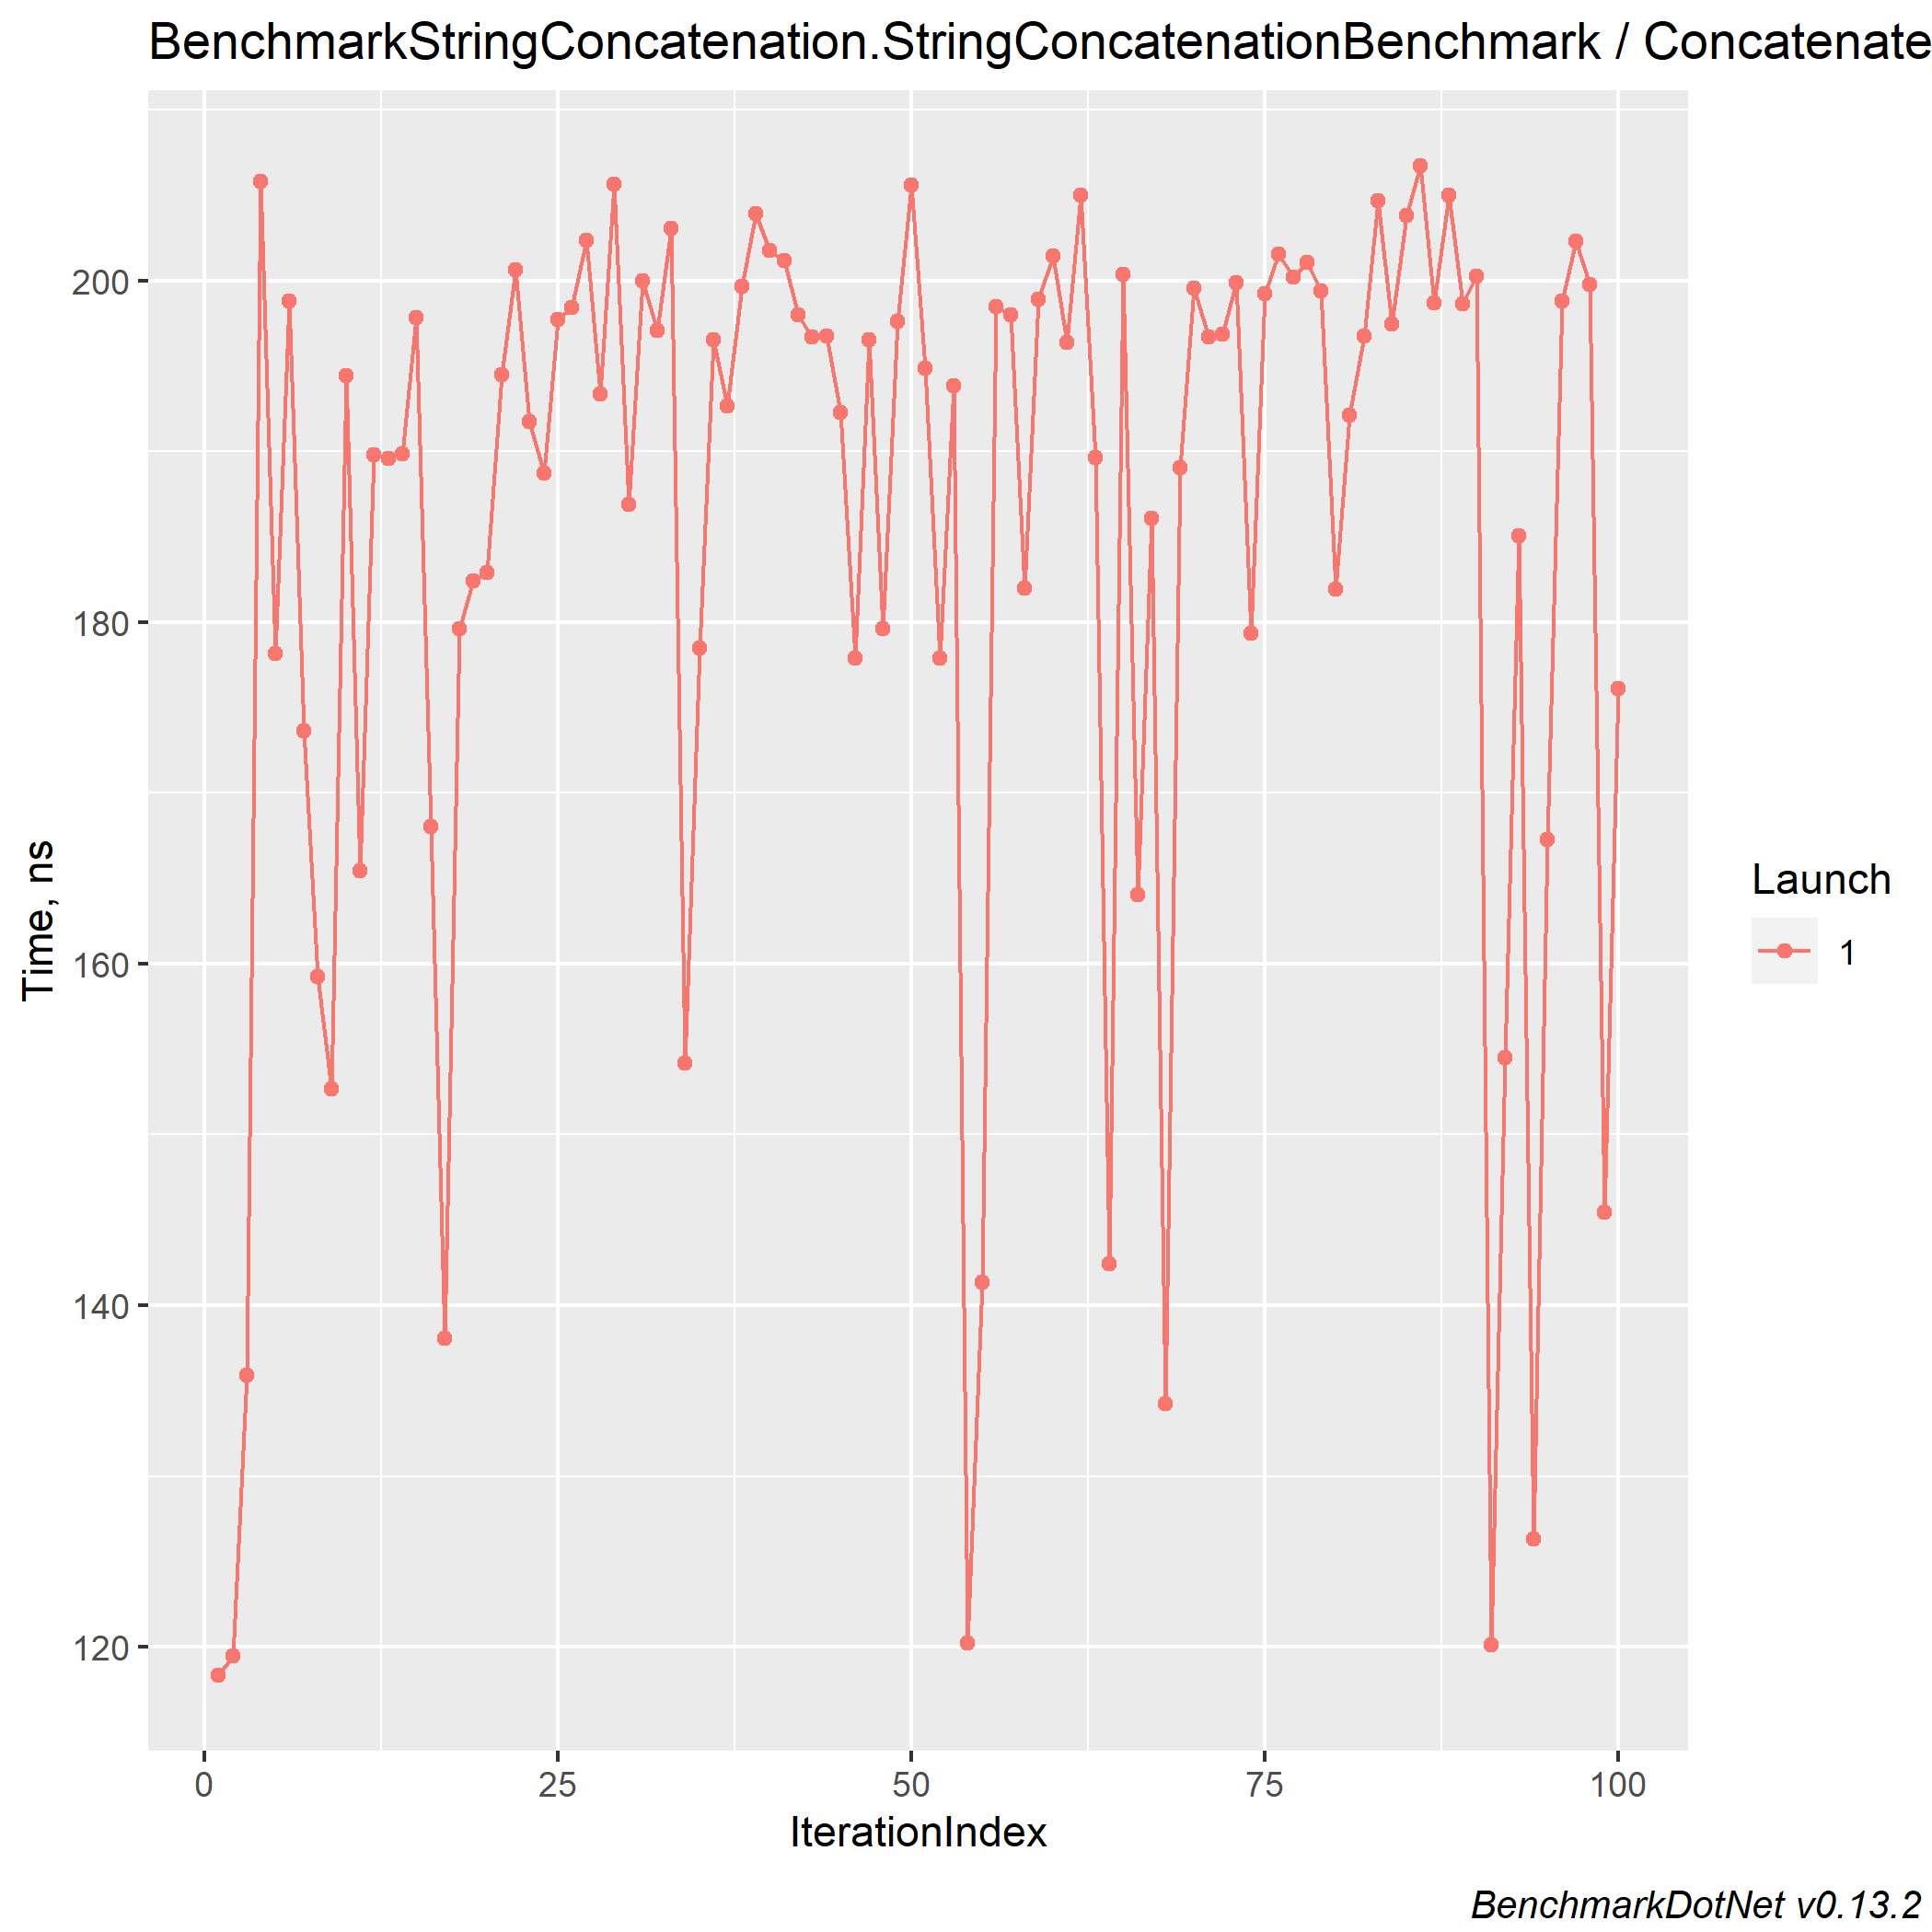 BenchmarkStringConcatenation.StringConcatenationBenchmark / Concatenate
Time, ns
200
180
160
140
120
0 25 50 75 100
IterationIndex
Launch
1
BenchmarkDotNet v0.13.2